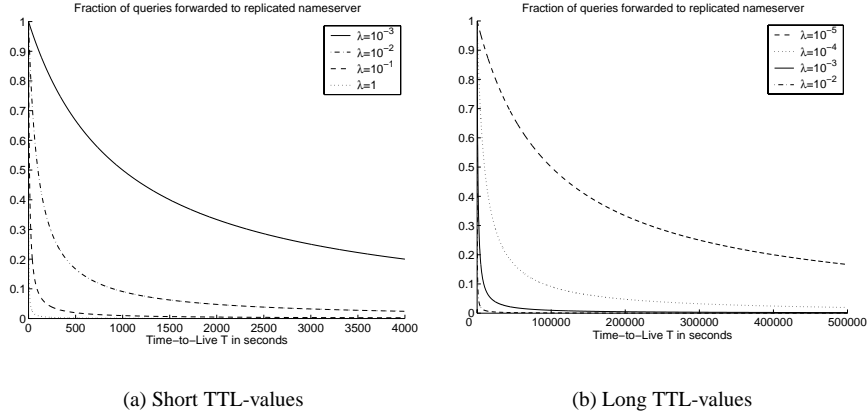 Fraction of queries forwarded to replicated nameserver
1
0.9
0.8
0.7
0.6
0.5
0.4
0.3
0.2
0.1
0
λ=10⁻³
λ=10⁻²
λ=10⁻¹
λ=1
0 500 1000 1500 2000 2500 3000 3500 4000
Time−to−Live T in seconds
(a) Short TTL-values
Fraction of queries forwarded to replicated nameserver
1
0.9
0.8
0.7
0.6
0.5
0.4
0.3
0.2
0.1
0
λ=10⁻⁵
λ=10⁻⁴
λ=10⁻³
λ=10⁻²
100000 200000 300000 400000 500000
Time−to−Live T in seconds
(b) Long TTL-values